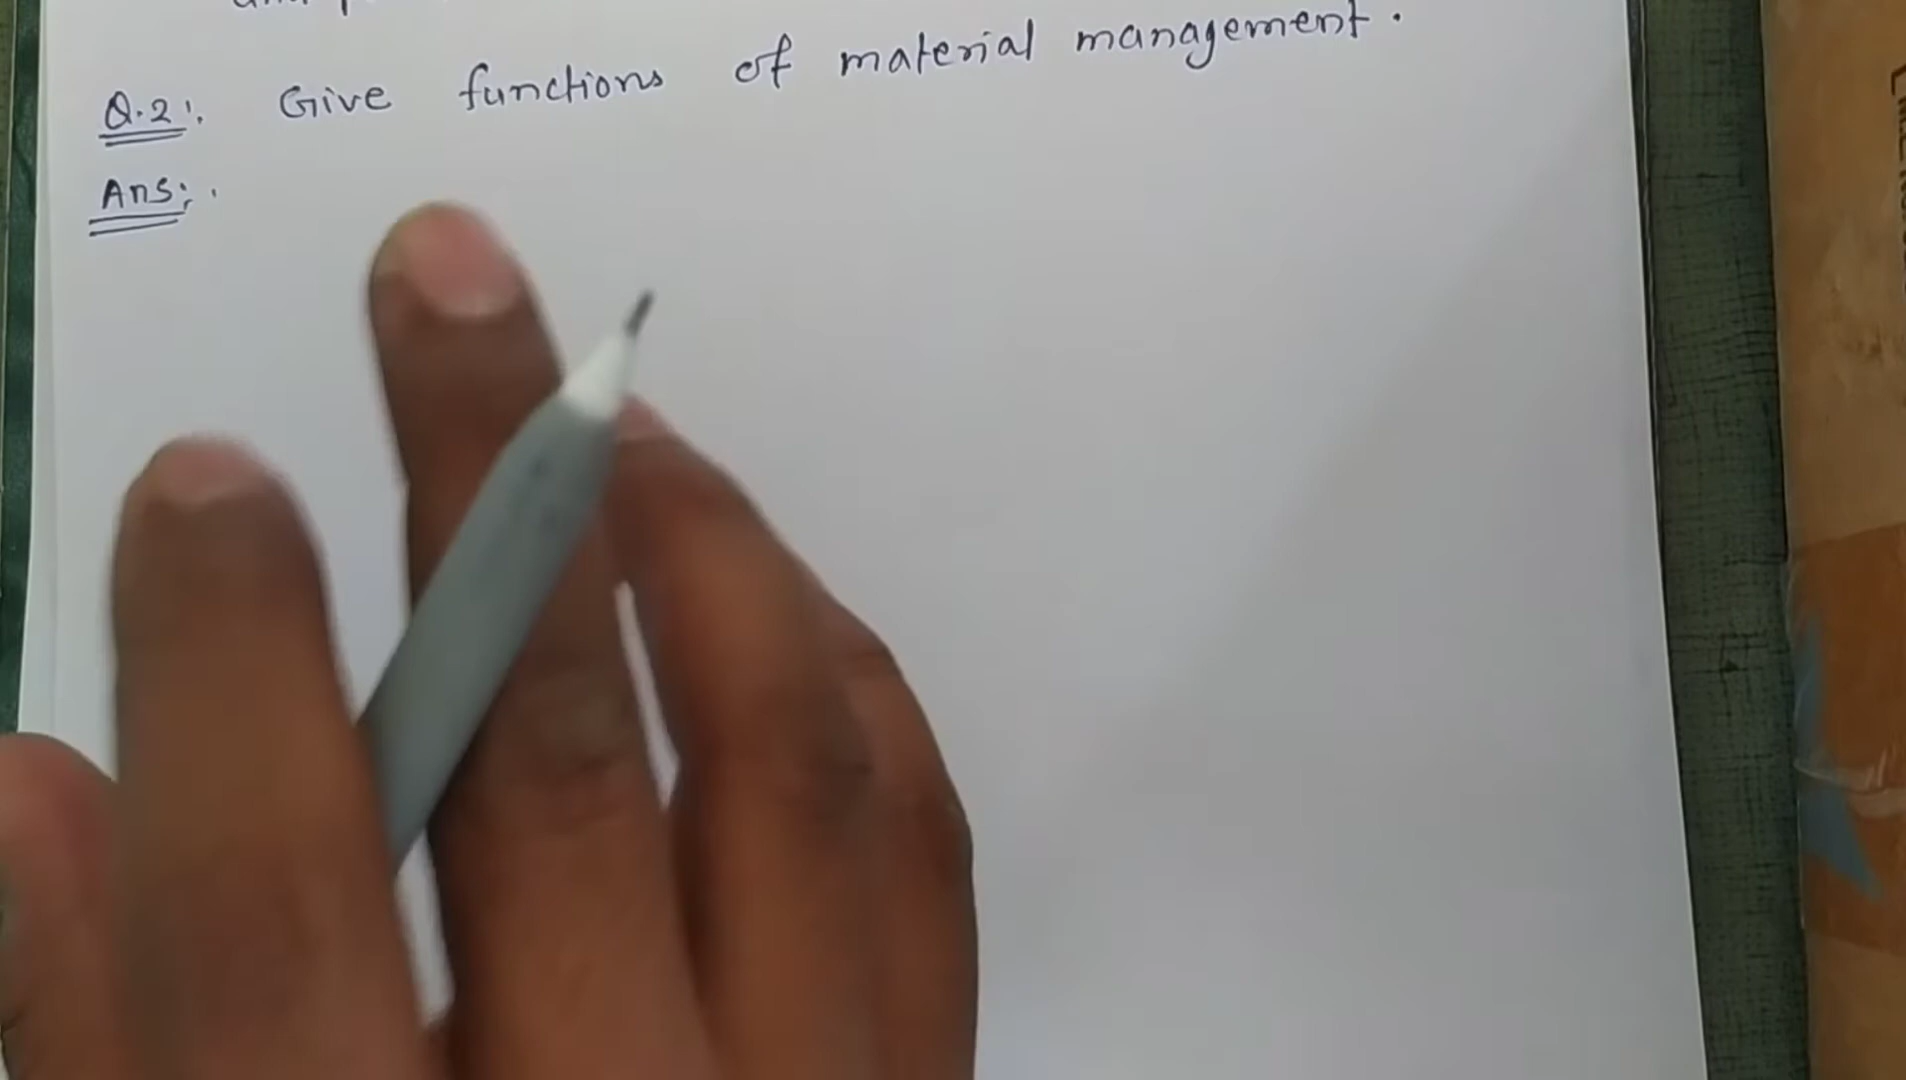 Q.2:. Give functions of material management.
Ans:.